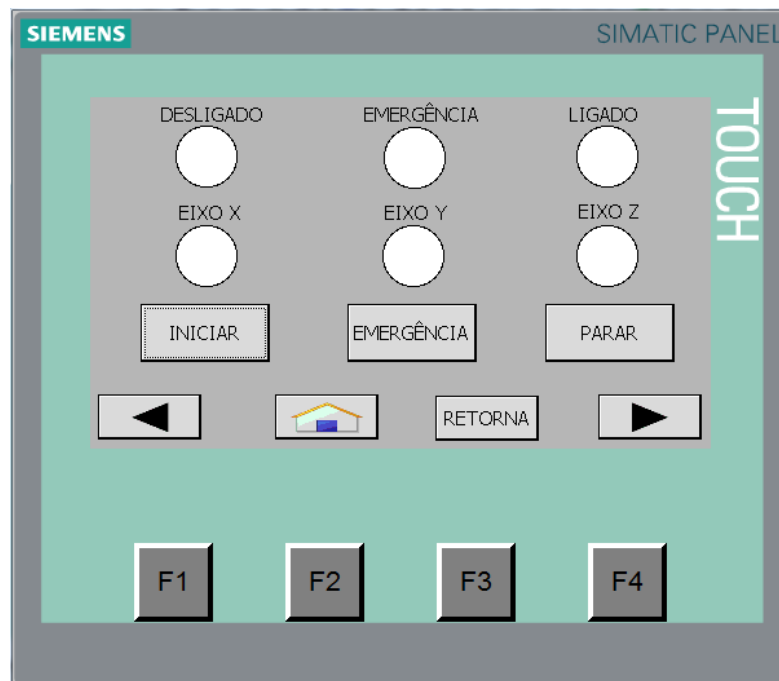 SIEMENS
SIMATIC PANEL
TOUCH
DESLIGADO EMERGÊNCIA LIGADO
EIXO X EIXO Y EIXO Z
INICIAR EMERGÊNCIA PARAR
RETORNA
F1 F2 F3 F4